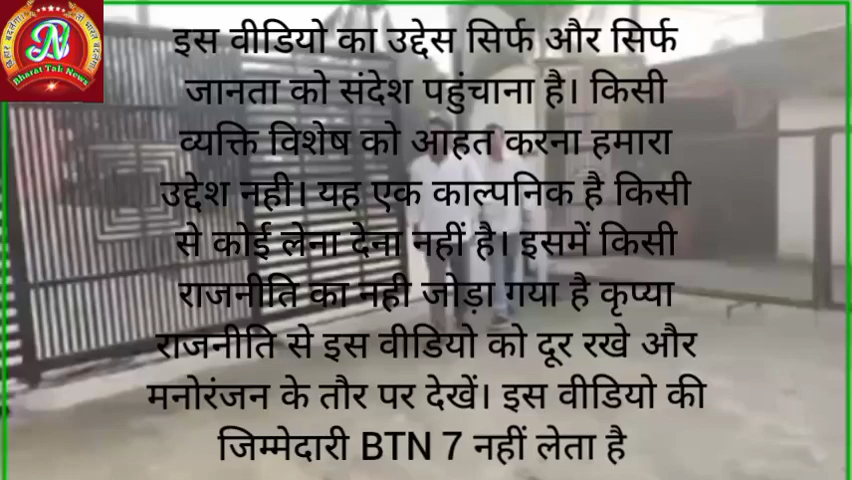 इस वीडियो का उद्देस सिर्फ और सिर्फ
जानता को संदेश पहुंचाना है। किसी
व्यक्ति विशेष को आहत करना हमारा
उद्देश नही। यह एक काल्पनिक है किसी
से कोई लेना देना नहीं है। इसमें किसी
राजनीति का नही जोड़ा गया है कृप्या
राजनीति से इस वीडियो को दूर रखे और
मनोरंजन के तौर पर देखें। इस वीडियो की
जिम्मेदारी BTN 7 नहीं लेता है
N
Bharat Tak News